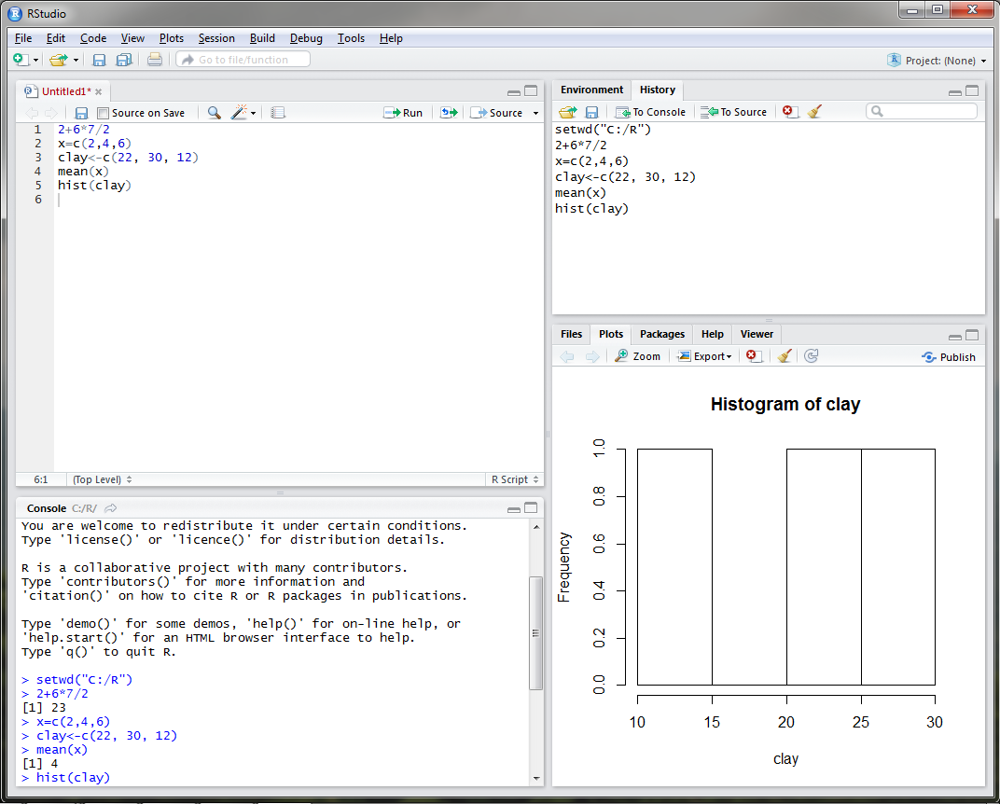 RStudio
File Edit Code View Plots Session Build Debug Tools Help
Go to file/function Project: (None)
Untitled1*
Source on Save Run Source
1 2+6*7/2
2 x=c(2,4,6)
3 clay<-c(22, 30, 12)
4 mean(x)
5 hist(clay)
6
6:1 (Top Level) R Script
Console C:/R/
You are welcome to redistribute it under certain conditions.
Type 'license()' or 'licence()' for distribution details.
R is a collaborative project with many contributors.
Type 'contributors()' for more information and
'citation()' on how to cite R or R packages in publications.
Type 'demo()' for some demos, 'help()' for on-line help, or
'help.start()' for an HTML browser interface to help.
Type 'q()' to quit R.
> setwd("C:/R")
> 2+6*7/2
[1] 23
> x=c(2,4,6)
> clay<-c(22, 30, 12)
> mean(x)
[1] 4
> hist(clay)
Environment History
To Console To Source
setwd("C:/R")
2+6*7/2
x=c(2,4,6)
clay<-c(22, 30, 12)
mean(x)
hist(clay)
Files Plots Packages Help Viewer
Zoom Export Publish
Histogram of clay
Frequency
1.0
0.8
0.6
0.4
0.2
0.0
10 15 20 25 30
clay